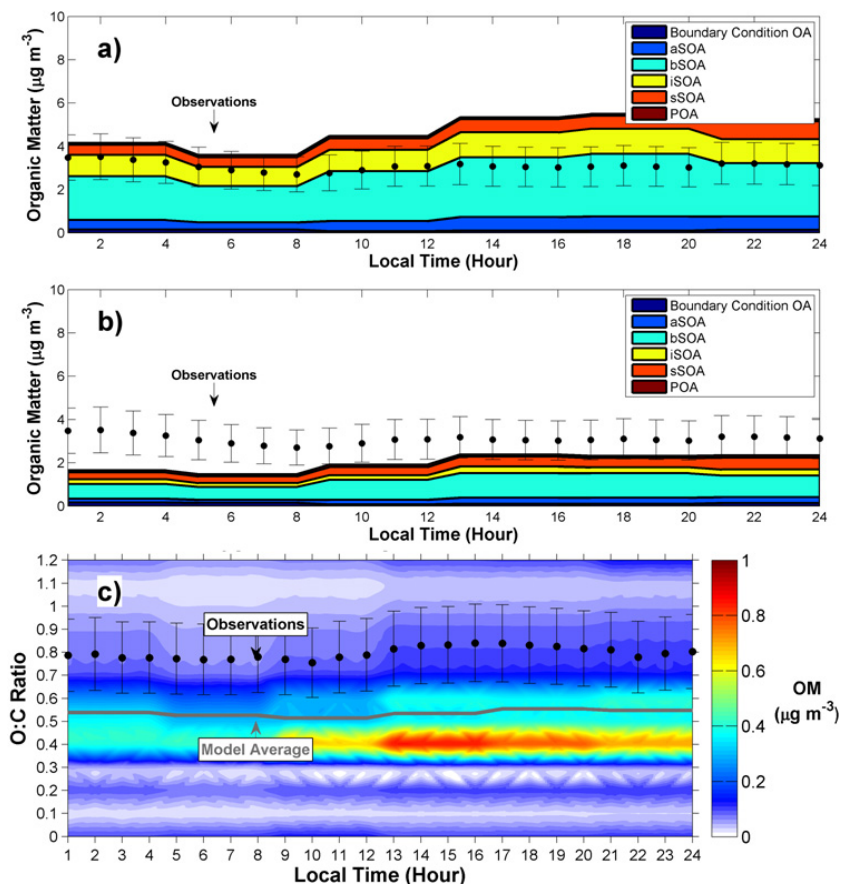 a)
Organic Matter (μg m-3)
10
8
6
4
2
0
Observations
Boundary Condition OA
aSOA
bSOA
iSOA
sSOA
POA
2 4 6 8 10 12 14 16 18 20 22 24
Local Time (Hour)
b)
Organic Matter (μg m-3)
10
8
6
4
2
0
Observations
Boundary Condition OA
aSOA
bSOA
iSOA
sSOA
POA
2 4 6 8 10 12 14 16 18 20 22 24
Local Time (Hour)
c)
O:C Ratio
1.2
1.1
1
0.9
0.8
0.7
0.6
0.5
0.4
0.3
0.2
0.1
0
Observations
Model Average
1 2 3 4 5 6 7 8 9 10 11 12 13 14 15 16 17 18 19 20 21 22 23 24
Local Time (Hour)
1
0.8
0.6
0.4
0.2
0
OM
(μg m-3)